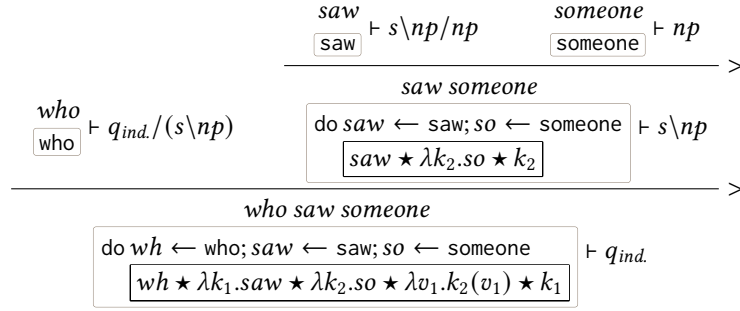 saw
saw ⊢ s\np/np
someone
someone ⊢ np
>
saw someone
do saw ← saw; so ← someone
saw ★ λk₂.so ★ k₂
⊢ s\np
who
who ⊢ q_ind./(s\np)
>
who saw someone
do wh ← who; saw ← saw; so ← someone
wh ★ λk₁.saw ★ λk₂.so ★ λv₁.k₂(v₁) ★ k₁
⊢ q_ind.